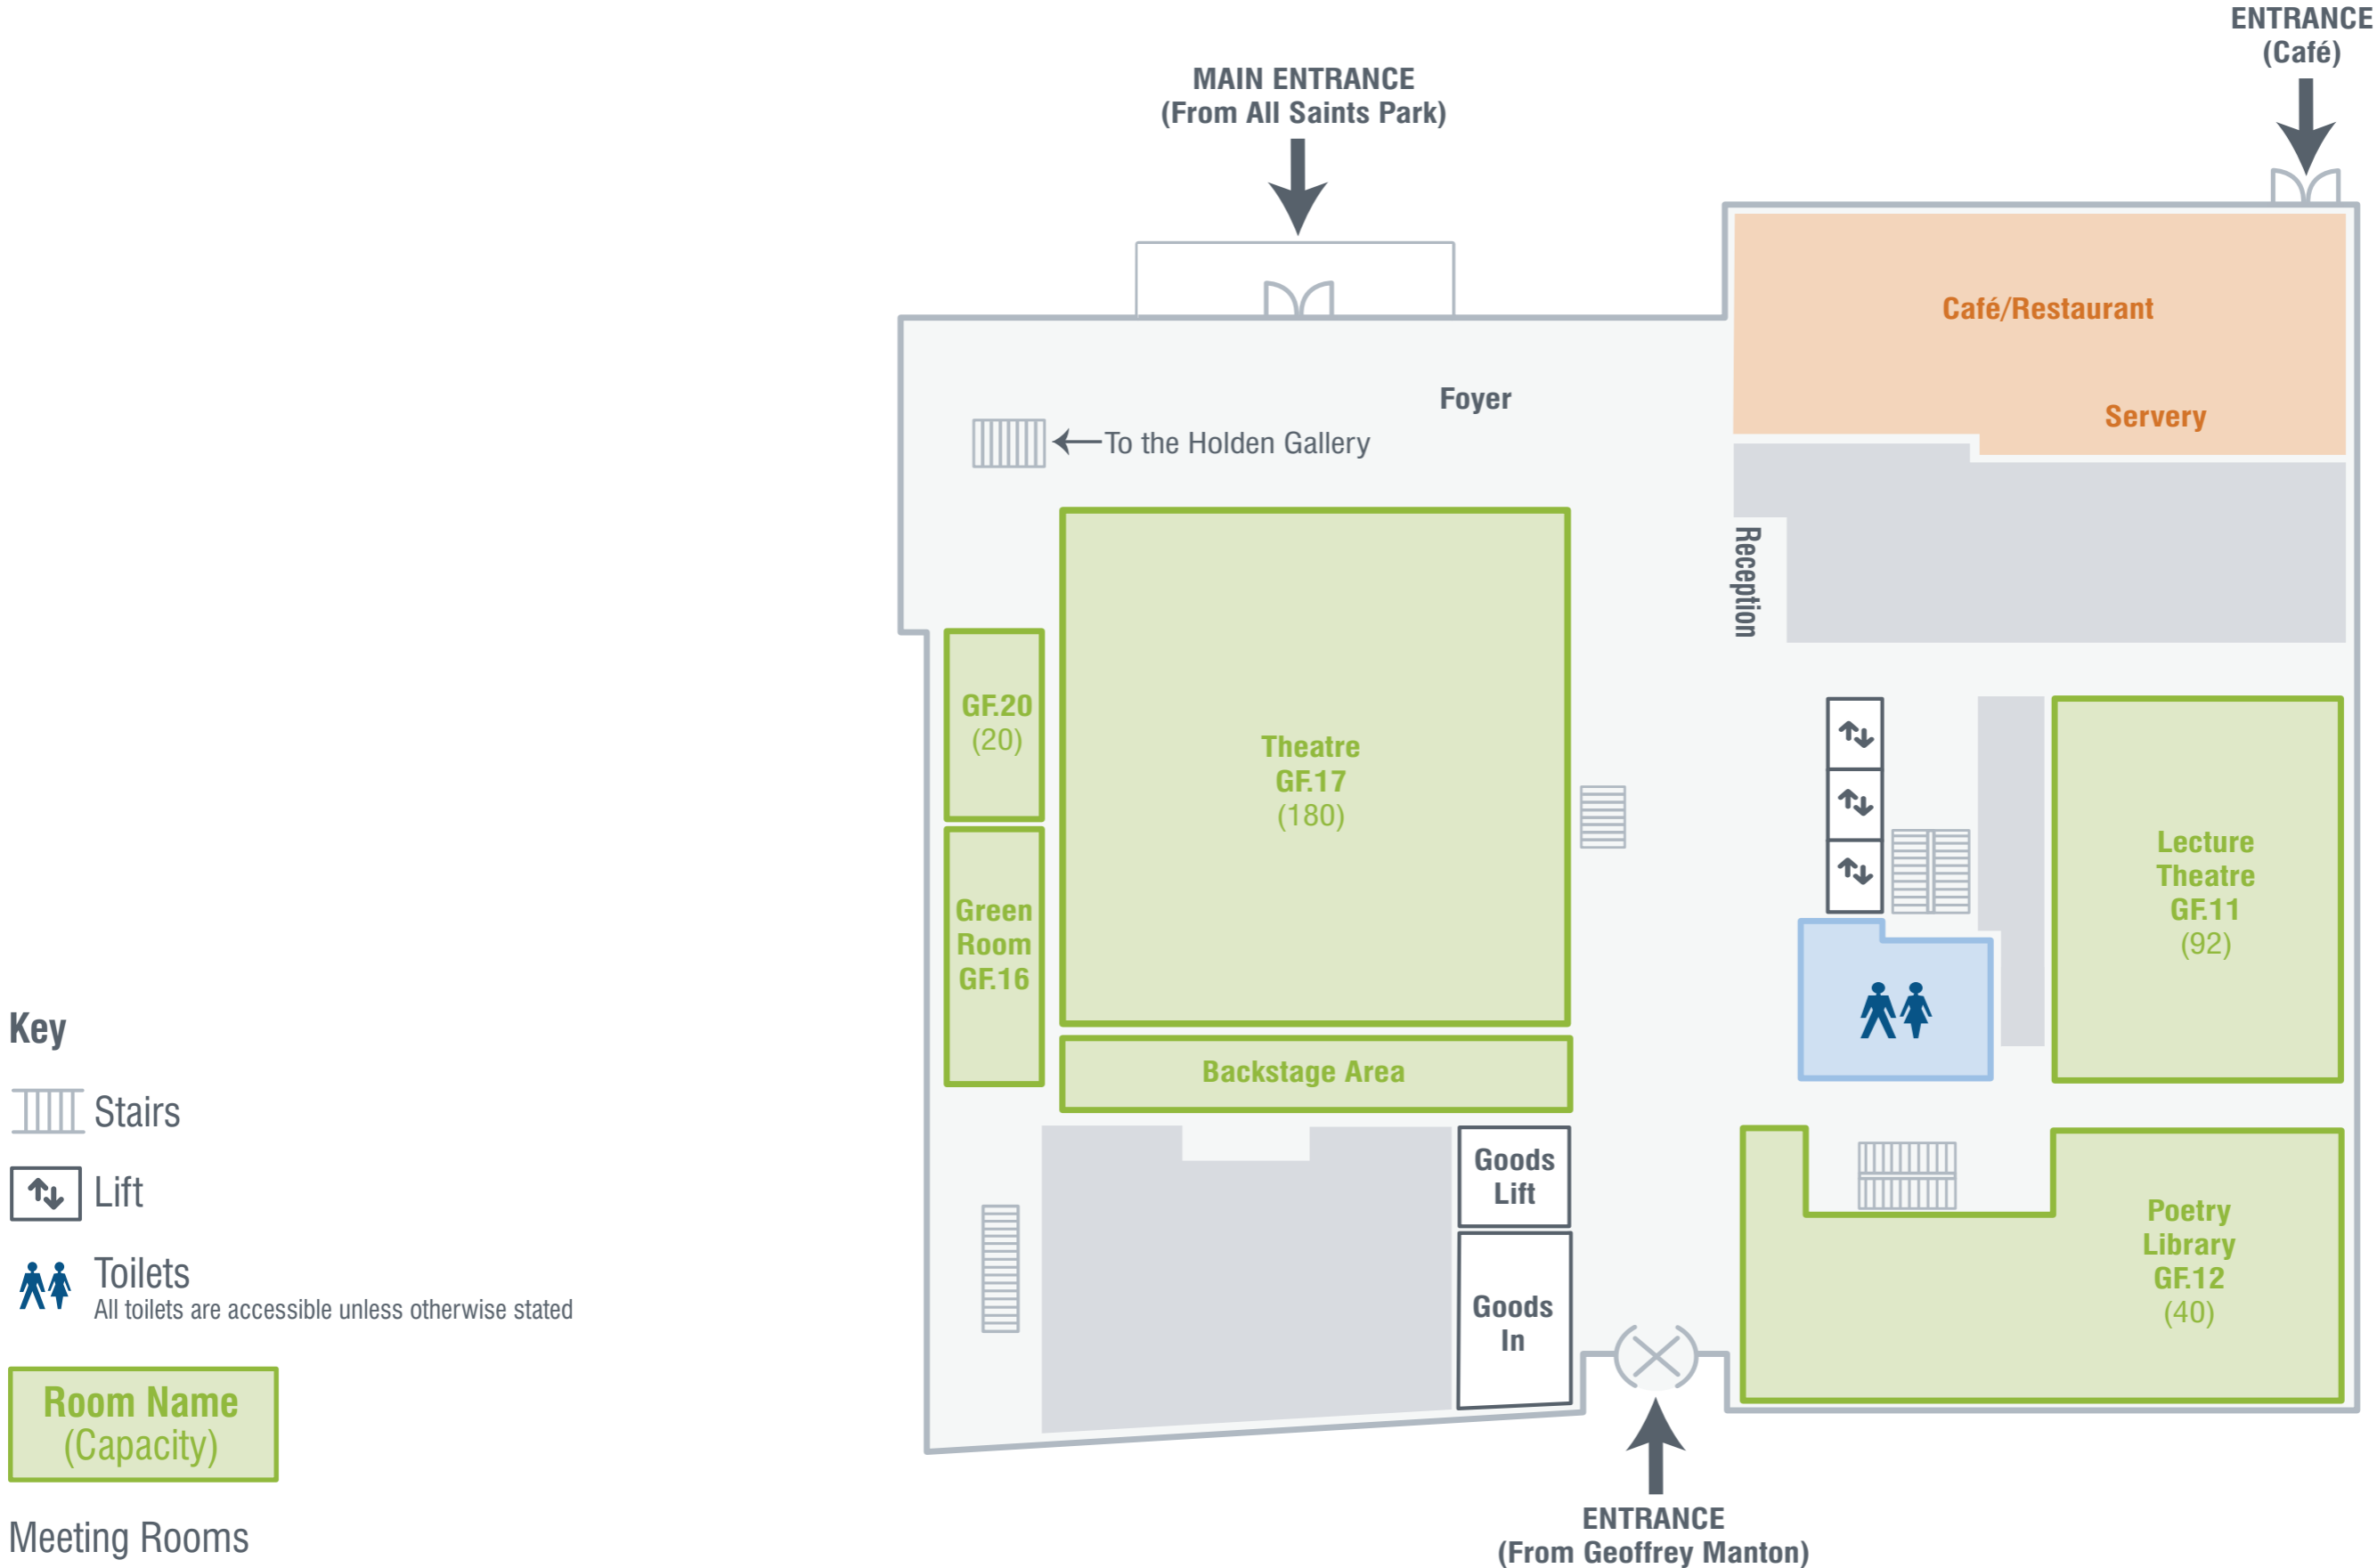 ENTRANCE
(Café)
MAIN ENTRANCE
(From All Saints Park)
Café/Restaurant
Foyer
Servery
To the Holden Gallery
Reception
GF.20
(20)
Theatre
GF.17
(180)
Lecture
Theatre
GF.11
(92)
Green
Room
GF.16
Backstage Area
Goods
Lift
Goods
In
Poetry
Library
GF.12
(40)
ENTRANCE
(From Geoffrey Manton)
Key
Stairs
Lift
Toilets
All toilets are accessible unless otherwise stated
Room Name
(Capacity)
Meeting Rooms